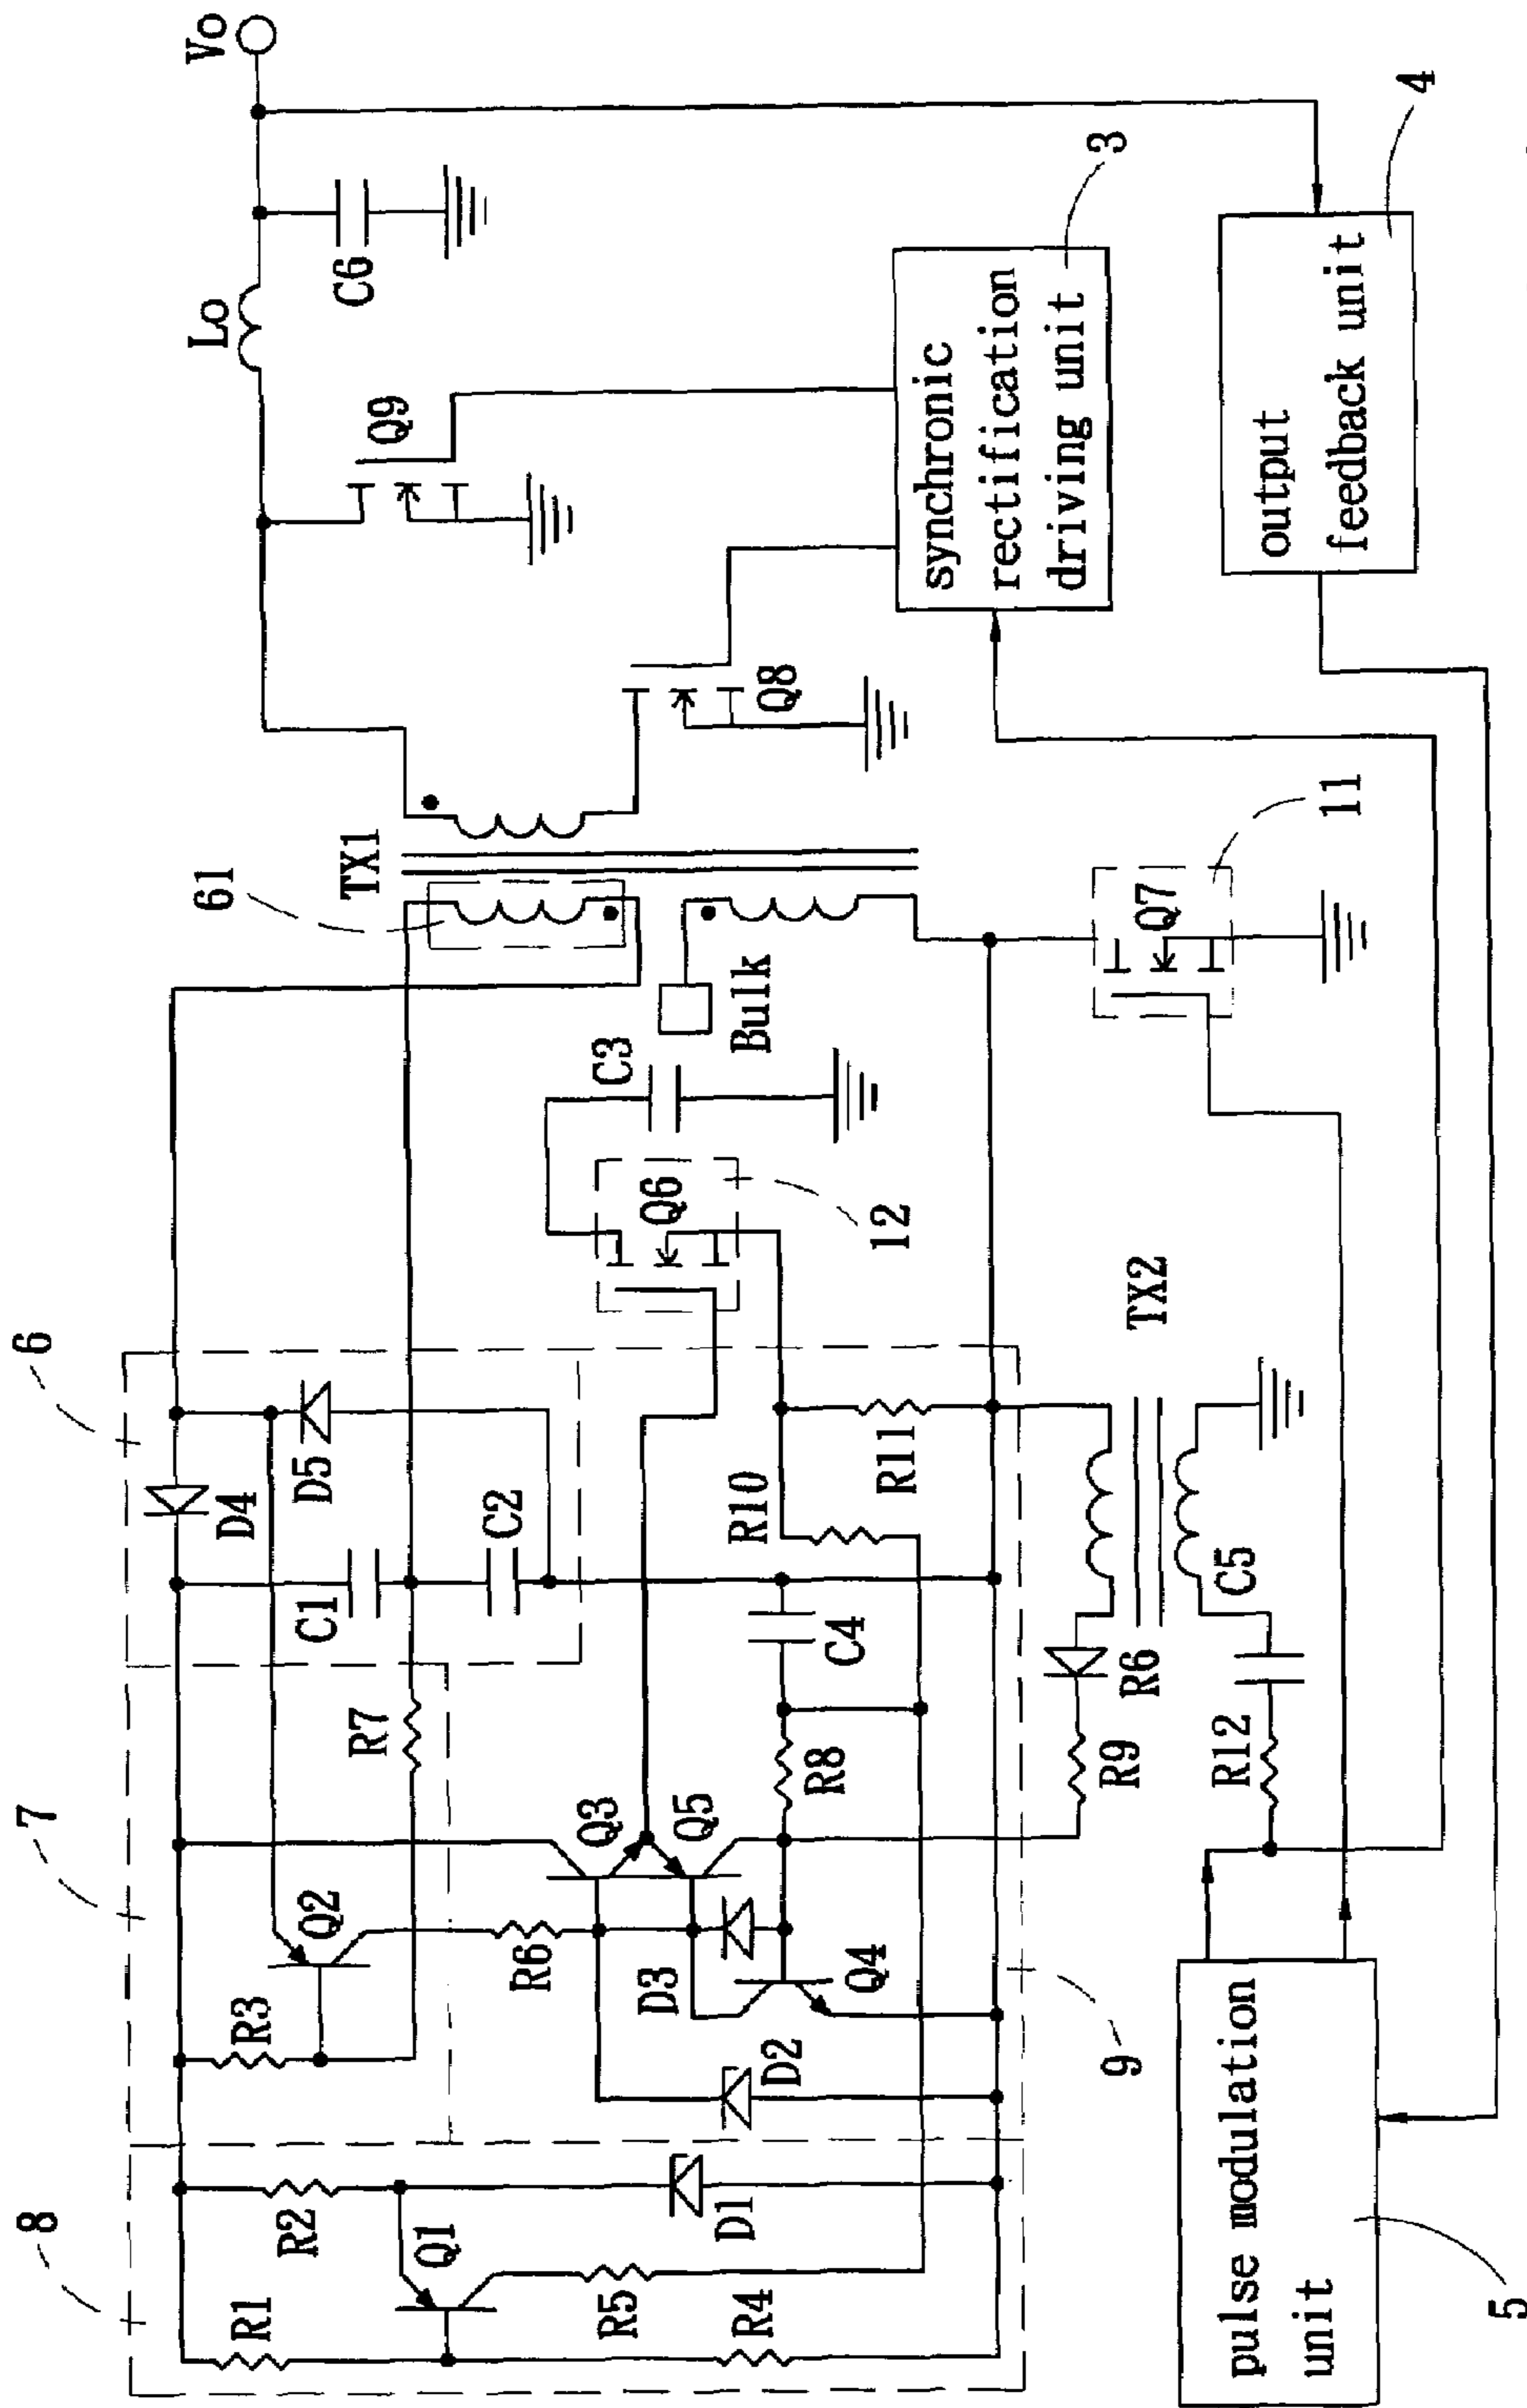 8
7
6
61
Vo
Lo
C6
Q9
TX1
D4
D5
C1
C2
R3
Q2
R7
R1
R2
Q1
R6
Q3
Q5
Q6
12
C3
Bulk
Q8
D3
Q4
R8
C4
R10
R11
D1
D2
R5
R4
9
R9
R6
TX2
C5
R12
Q7
11
synchronic
rectification
driving unit
3
output
feedback unit
4
pulse modulation
unit
5